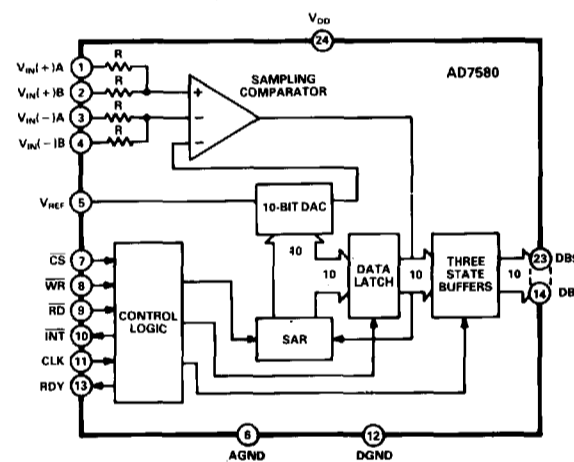 VDD
24
AD7580
VIN(+)A 1 R
VIN(+)B 2 R
VIN(−)A 3 R
VIN(−)B 4 R
SAMPLING
COMPARATOR
+
−
−
VREF 5
10-BIT DAC
10
10
DATA
LATCH
10
THREE
STATE
BUFFERS
10
23 DB9
14 DB
CS 7
WR 8
RD 9
INT 10
CLK 11
RDY 13
CONTROL
LOGIC
SAR
6
AGND
12
DGND